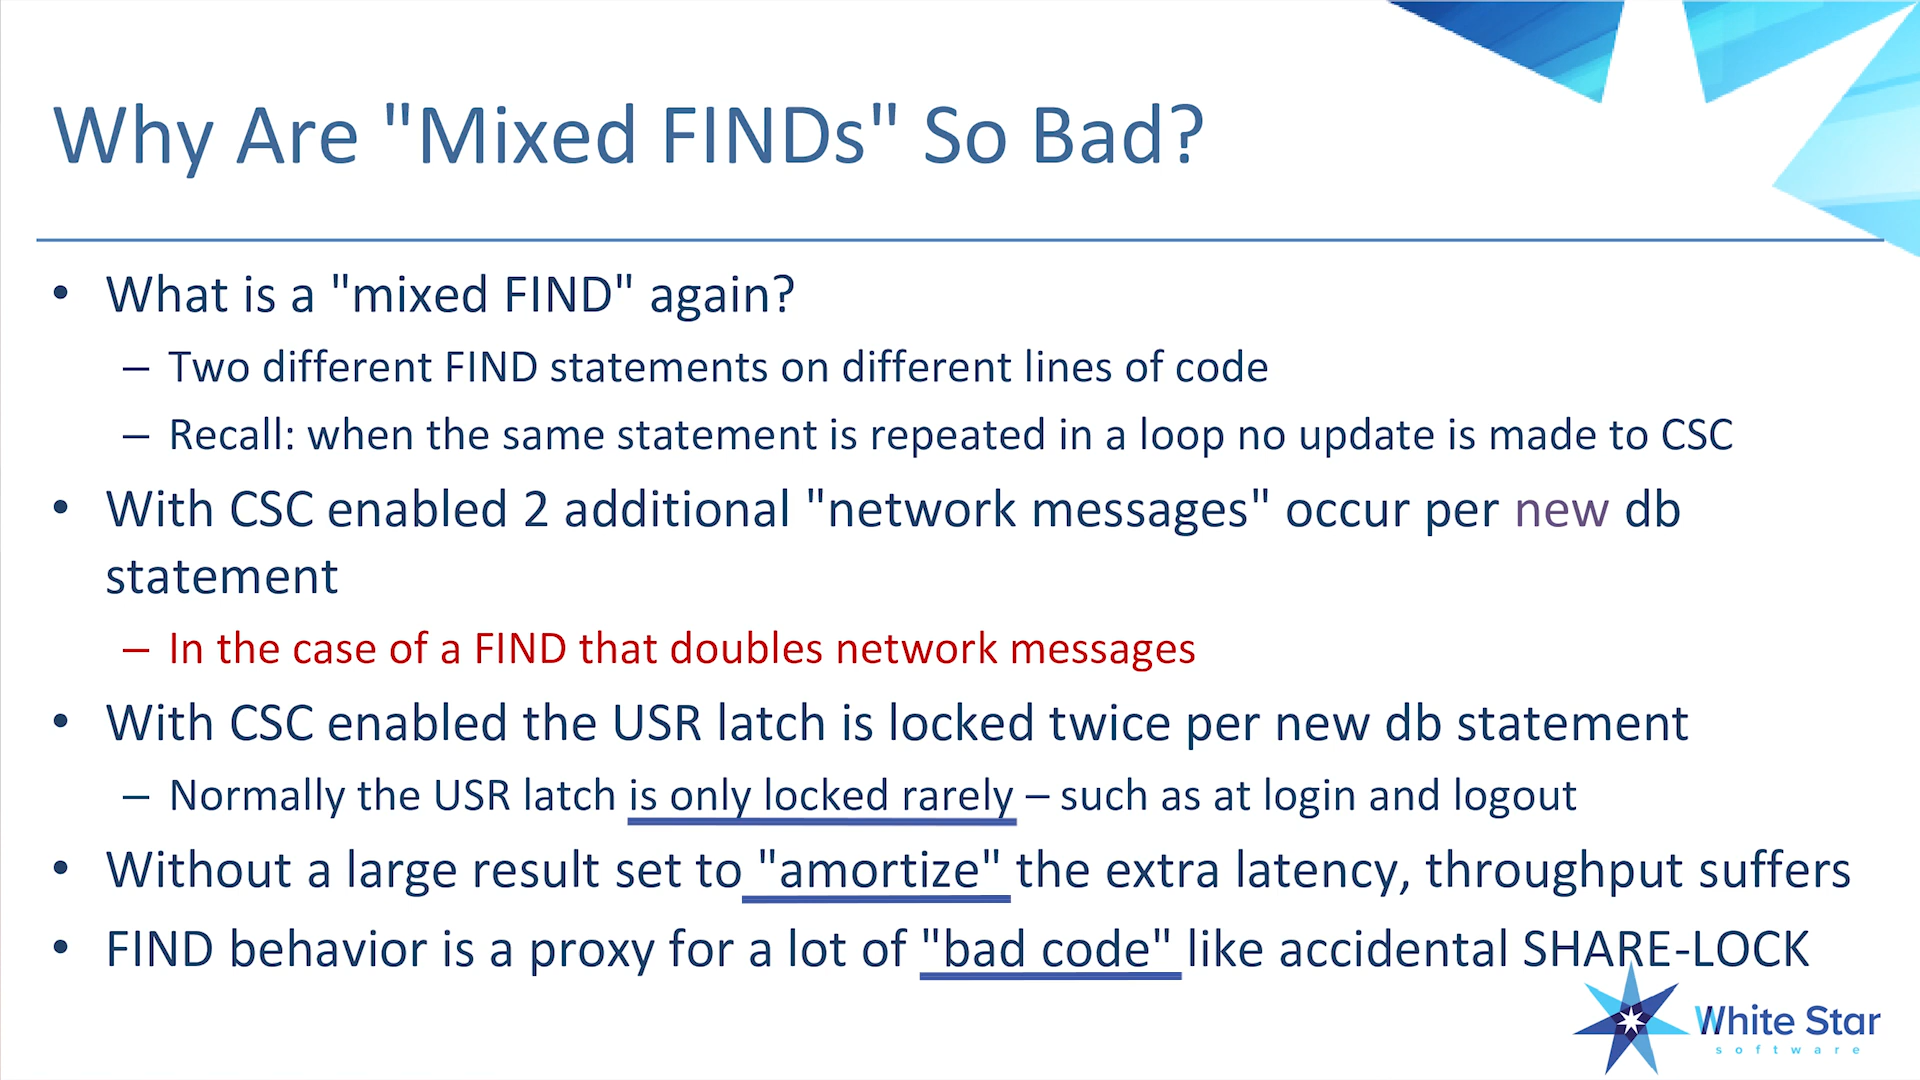 Why Are "Mixed FINDs" So Bad?
• What is a "mixed FIND" again?
– Two different FIND statements on different lines of code
– Recall: when the same statement is repeated in a loop no update is made to CSC
• With CSC enabled 2 additional "network messages" occur per new db
statement
– In the case of a FIND that doubles network messages
• With CSC enabled the USR latch is locked twice per new db statement
– Normally the USR latch is only locked rarely – such as at login and logout
• Without a large result set to "amortize" the extra latency, throughput suffers
• FIND behavior is a proxy for a lot of "bad code" like accidental SHARE-LOCK
White Star
software